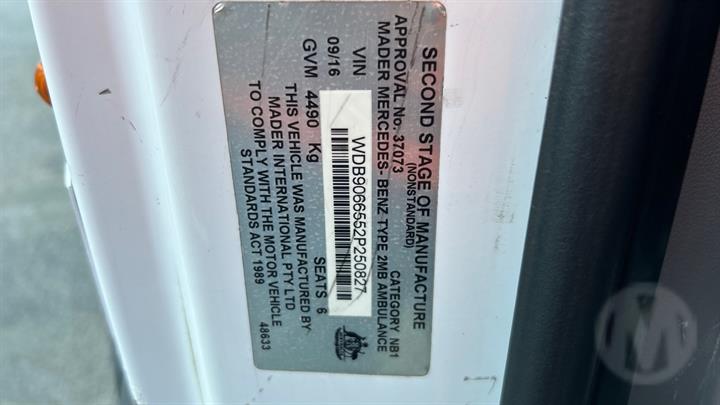 SECOND STAGE OF MANUFACTURE
(NONSTANDARD)
APPROVAL No. 37073 CATEGORY NB1
MADER MERCEDES-BENZ TYPE 2MB AMBULANCE
VIN WDB9066552P250827
09/16
GVM 4490 Kg SEATS 6
THIS VEHICLE WAS MANUFACTURED BY:
MADER INTERNATIONAL PTY LTD
TO COMPLY WITH THE MOTOR VEHICLE
STANDARDS ACT 1989 48633
M